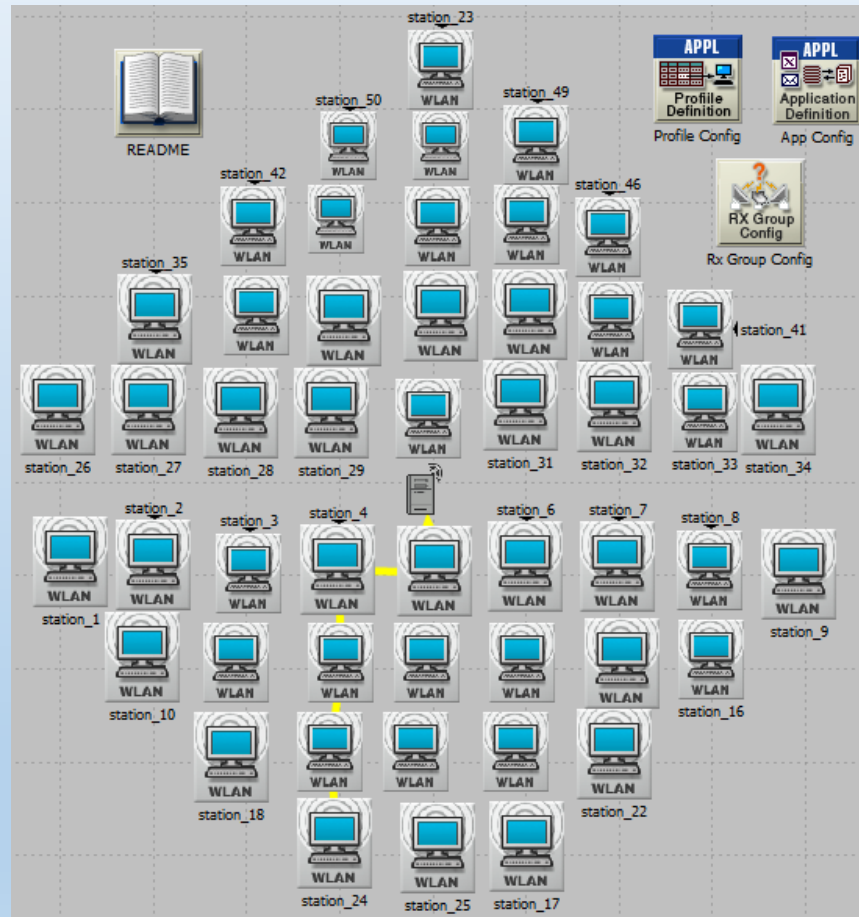 station_23
APPL
Profile
Definition
Profile Config
APPL
Application
Definition
App Config
README
WLAN
station_50
station_49
WLAN
WLAN
WLAN
RX Group
Config
Rx Group Config
station_42
station_46
WLAN
WLAN
WLAN
WLAN
WLAN
station_35
WLAN
WLAN
WLAN
WLAN
WLAN
WLAN
WLAN
station_41
WLAN
WLAN
WLAN
WLAN
WLAN
WLAN
WLAN
WLAN
WLAN
station_26
station_27
station_28
station_29
station_31
station_32
station_33
station_34
station_2
station_3
station_4
station_6
station_7
station_8
WLAN
WLAN
WLAN
WLAN
WLAN
WLAN
WLAN
WLAN
WLAN
station_1
station_9
WLAN
WLAN
WLAN
WLAN
WLAN
WLAN
WLAN
station_10
station_16
WLAN
WLAN
WLAN
WLAN
WLAN
station_18
station_22
WLAN
WLAN
WLAN
station_24
station_25
station_17